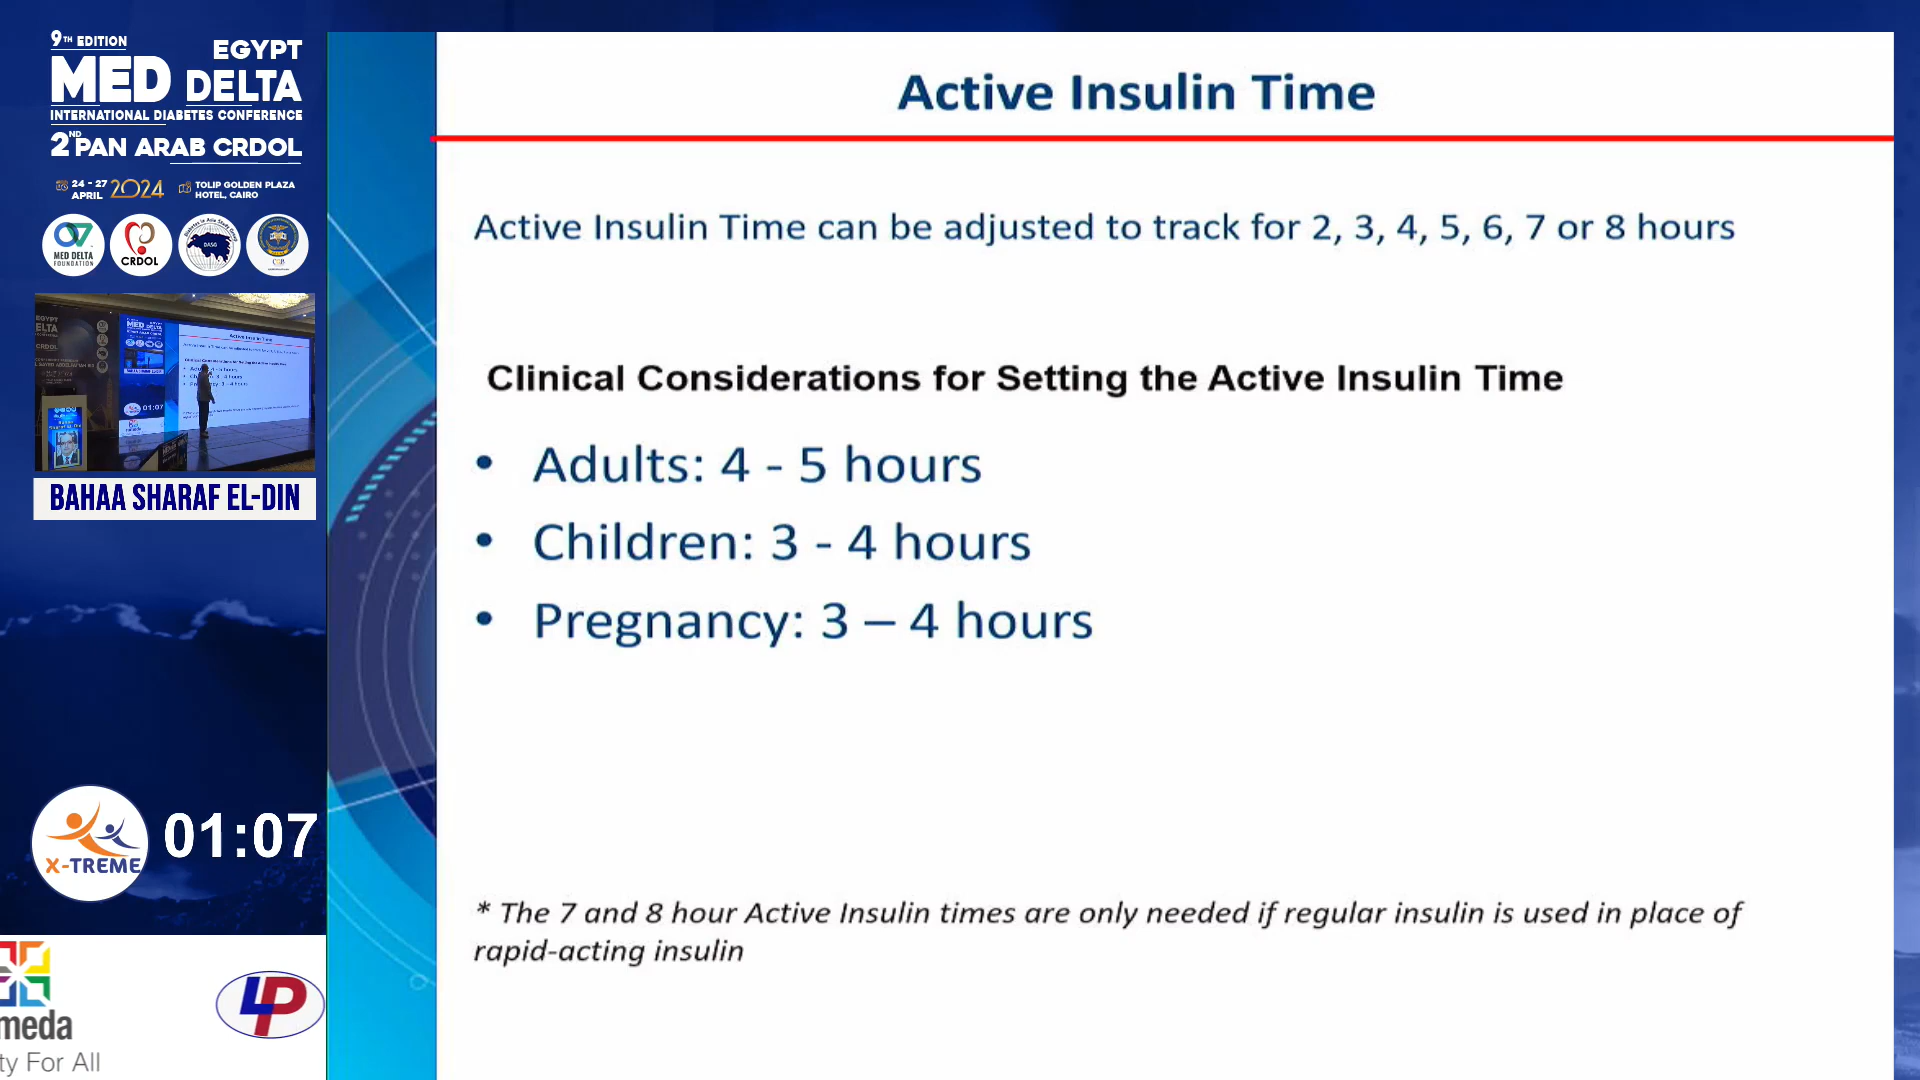 9TH EDITION
EGYPT
MED DELTA
INTERNATIONAL DIABETES CONFERENCE
2ND PAN ARAB CRDOL
24 - 27 APRIL 2024
TOLIP GOLDEN PLAZA HOTEL, CAIRO
MED DELTA
FOUNDATION
CRDOL
DASG
BAHAA SHARAF EL-DIN
X-TREME
01:07
meda
ty For All
LP
Active Insulin Time
Active Insulin Time can be adjusted to track for 2, 3, 4, 5, 6, 7 or 8 hours
Clinical Considerations for Setting the Active Insulin Time
• Adults: 4 - 5 hours
• Children: 3 - 4 hours
• Pregnancy: 3 – 4 hours
* The 7 and 8 hour Active Insulin times are only needed if regular insulin is used in place of
rapid-acting insulin